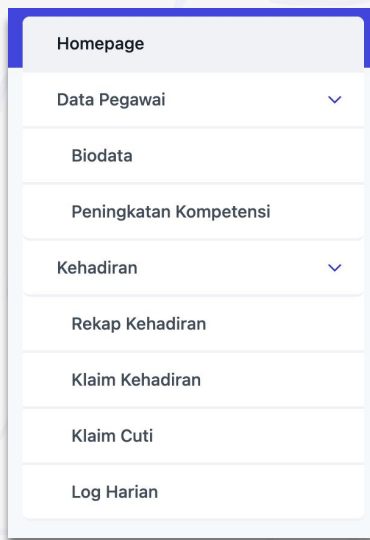 Homepage
Data Pegawai
Biodata
Peningkatan Kompetensi
Kehadiran
Rekap Kehadiran
Klaim Kehadiran
Klaim Cuti
Log Harian